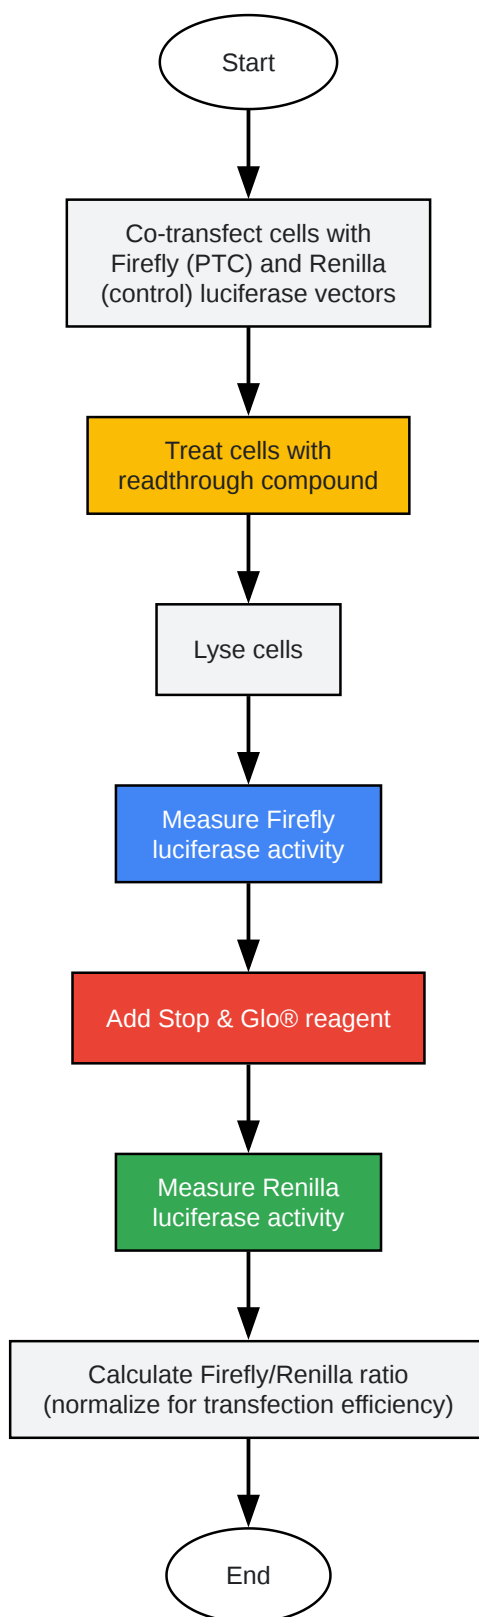 Start
Co-transfect cells with
Firefly (PTC) and Renilla
(control) luciferase vectors
Treat cells with
readthrough compound
Lyse cells
Measure Firefly
luciferase activity
Add Stop & Glo® reagent
Measure Renilla
luciferase activity
Calculate Firefly/Renilla ratio
(normalize for transfection efficiency)
End